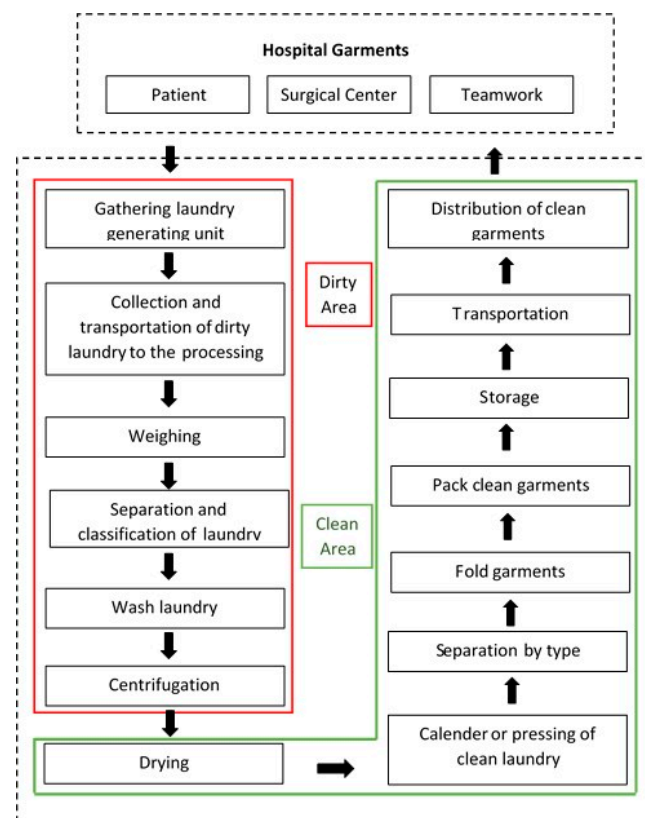 Hospital Garments
Patient
Surgical Center
Teamwork
Gathering laundry
generating unit
Collection and
transportation of dirty
laundry to the processing
Weighing
Separation and
classification of laundry
Wash laundry
Centrifugation
Drying
Dirty
Area
Clean
Area
Distribution of clean
garments
Transportation
Storage
Pack clean garments
Fold garments
Separation by type
Calender or pressing of
clean laundry